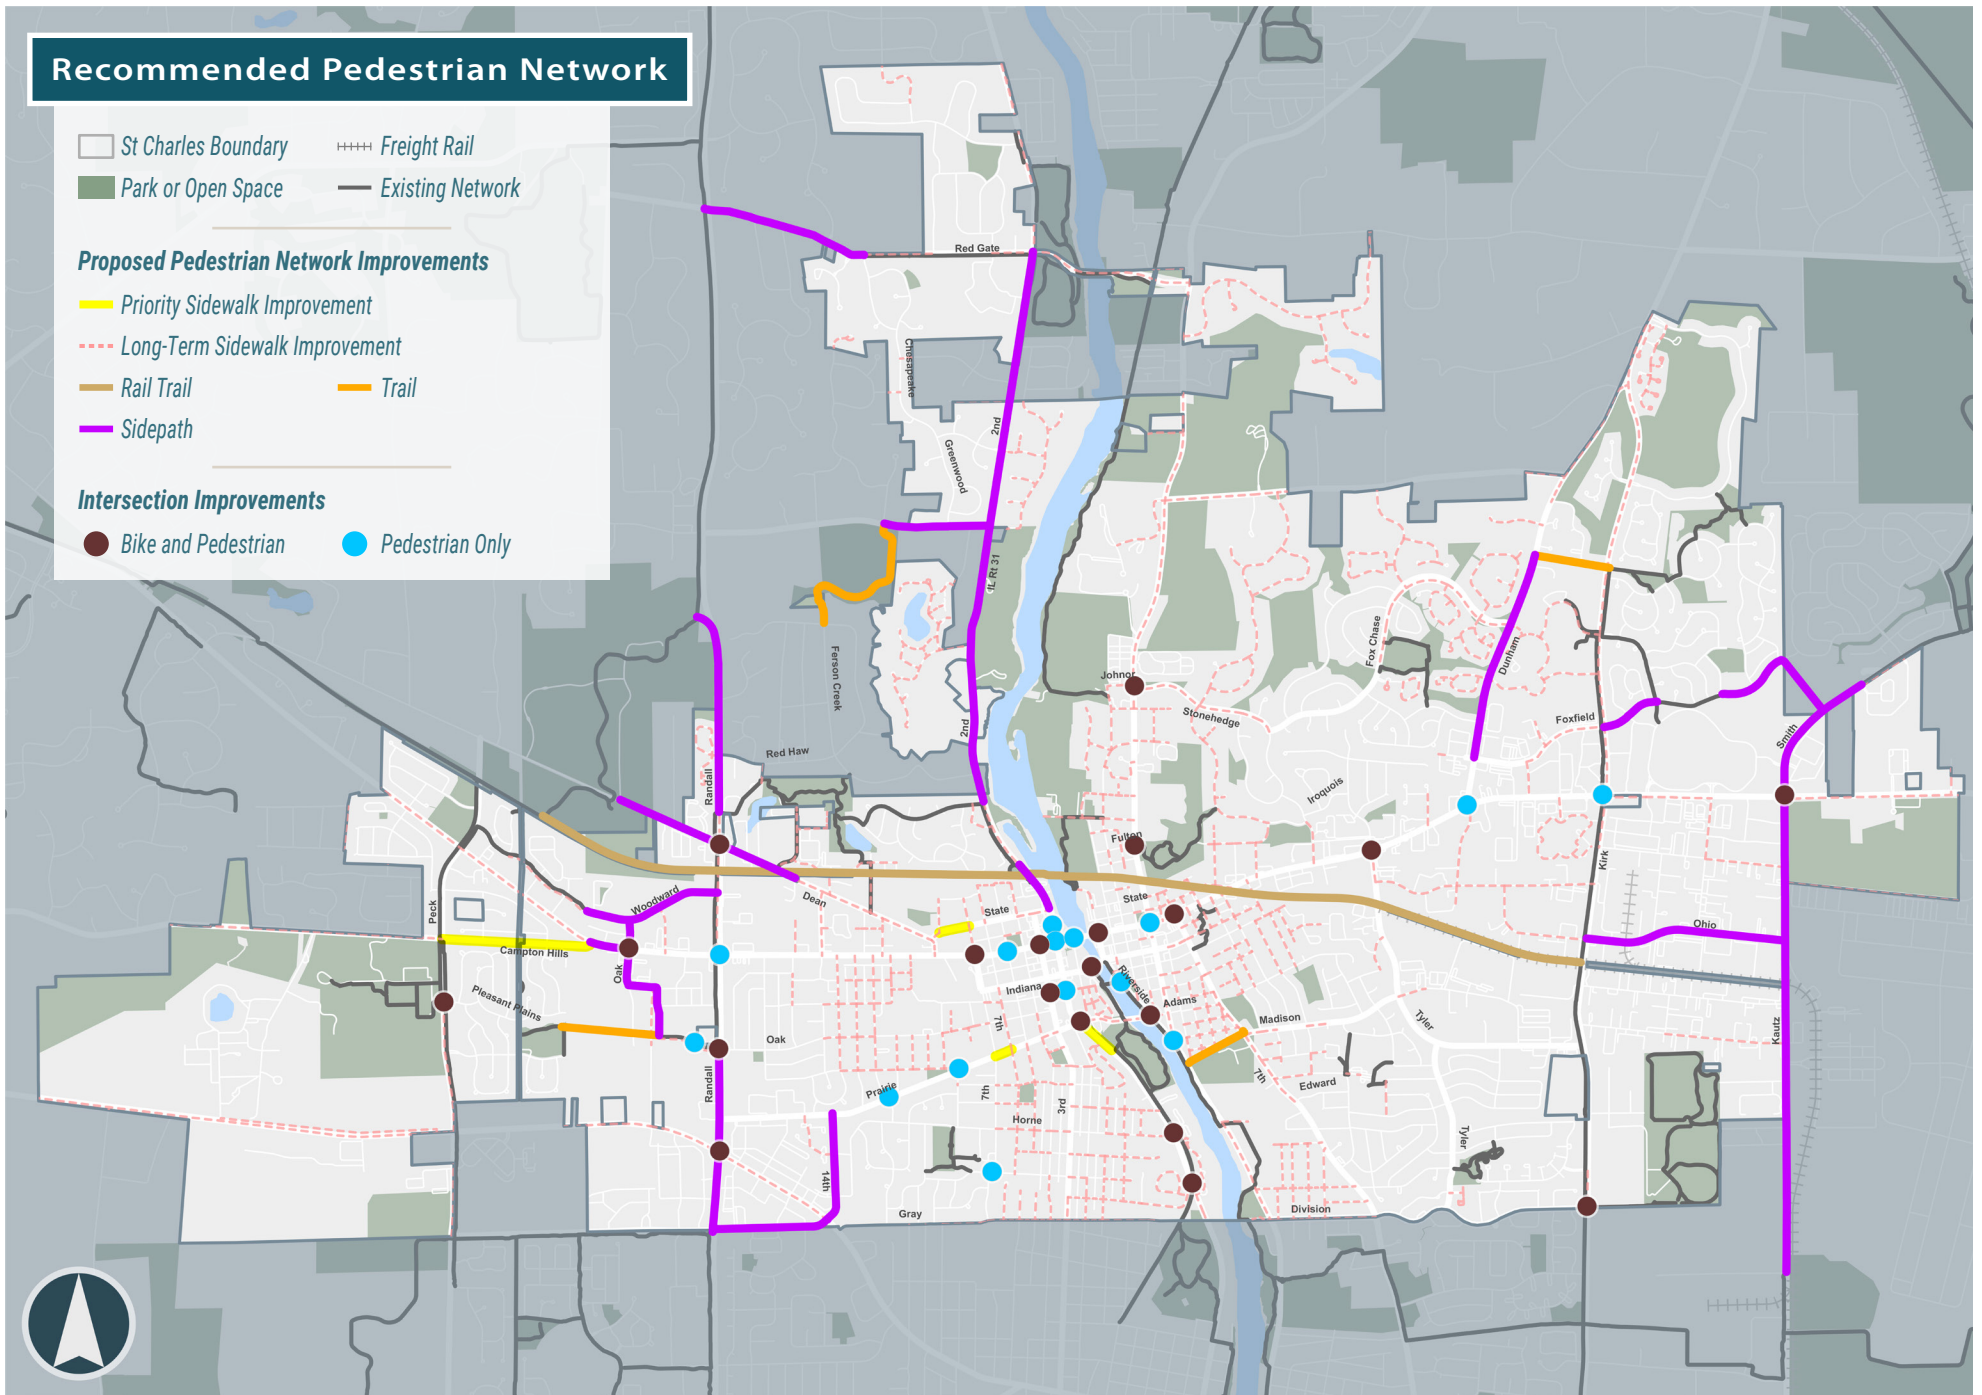 Recommended Pedestrian Network
St Charles Boundary
Freight Rail
Park or Open Space
Existing Network
Proposed Pedestrian Network Improvements
Priority Sidewalk Improvement
Long-Term Sidewalk Improvement
Rail Trail
Trail
Sidepath
Intersection Improvements
Bike and Pedestrian
Pedestrian Only
Red Gate
Chesapeake
2nd
Greenwood
IL Rt 31
Ferson Creek
Fox Chase
Dunham
Johnor
Stonehedge
Foxfield
2nd
Smith
Red Haw
Randall
Iroquois
Fulton
Kirk
Woodward
Dean
State
State
Peck
Ohio
Campton Hills
Oak
Riverside
Indiana
Pleasant Plains
Adams
7th
Madison
Tyler
Kautz
Oak
Randall
Prairie
7th
7th
Edward
3rd
Horne
Tyler
14th
Gray
Division